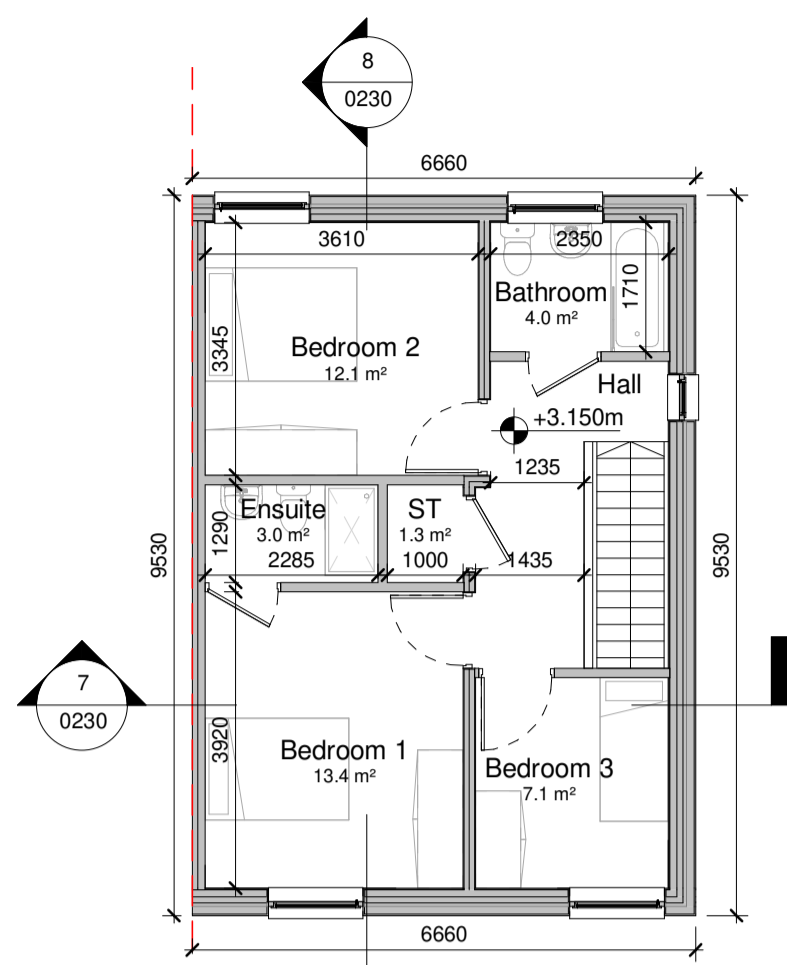 8
0230
6660
3610
2350
Bathroom
4.0 m²
1710
3345
Bedroom 2
12.1 m²
Hall
+3.150m
1235
Ensuite
3.0 m²
2285
1290
ST
1.3 m²
1000
1435
9530
9530
7
0230
3920
Bedroom 1
13.4 m²
Bedroom 3
7.1 m²
6660